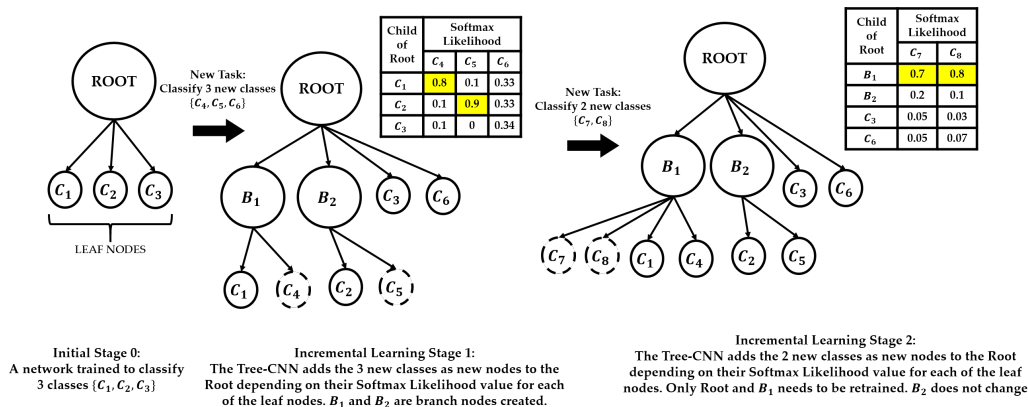 ROOT
C₁ C₂ C₃
LEAF NODES
Initial Stage 0:
A network trained to classify
3 classes {C₁, C₂, C₃}
New Task:
Classify 3 new classes
{C₄, C₅, C₆}
ROOT
B₁ B₂ C₃ C₆
C₁ C₄ C₂ C₅
Child of Root Softmax Likelihood
C₄ C₅ C₆
C₁ 0.8 0.1 0.33
C₂ 0.1 0.9 0.33
C₃ 0.1 0 0.34
Incremental Learning Stage 1:
The Tree-CNN adds the 3 new classes as new nodes to the
Root depending on their Softmax Likelihood value for each
of the leaf nodes. B₁ and B₂ are branch nodes created.
New Task:
Classify 2 new classes
{C₇, C₈}
ROOT
B₁ B₂ C₃ C₆
C₇ C₈ C₁ C₄ C₂ C₅
Child of Root Softmax Likelihood
C₇ C₈
B₁ 0.7 0.8
B₂ 0.2 0.1
C₃ 0.05 0.03
C₆ 0.05 0.07
Incremental Learning Stage 2:
The Tree-CNN adds the 2 new classes as new nodes to the Root
depending on their Softmax Likelihood value for each of the leaf
nodes. Only Root and B₁ needs to be retrained. B₂ does not change